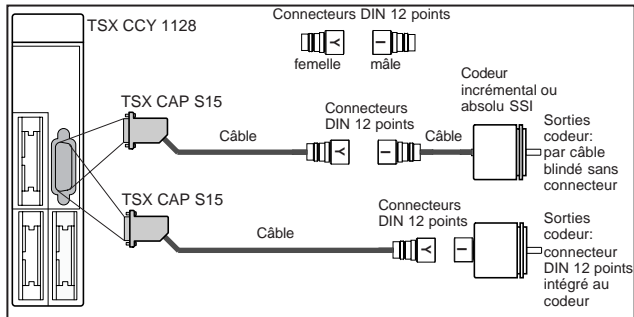 TSX CCY 1128
Connecteurs DIN 12 points
Y
I
femelle
mâle
TSX CAP S15
Câble
Connecteurs
DIN 12 points
Y
I
Câble
Codeur
incrémental ou
absolu SSI
Sorties
codeur:
par câble
blindé sans
connecteur
TSX CAP S15
Câble
Connecteurs
DIN 12 points
Y
I
Sorties
codeur:
connecteur
DIN 12 points
intégré au
codeur